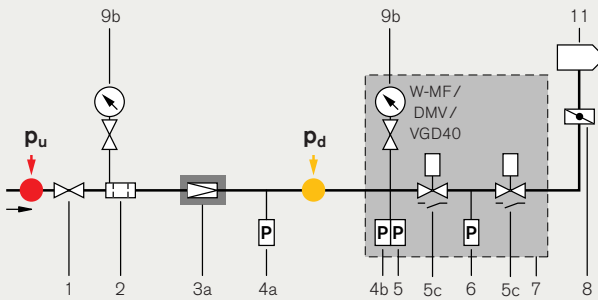 9b 9b 11
W-MF/
DMV/
VGD40
pu pd
P P P P
1 2 3a 4a 4b 5 5c 6 5c 7 8